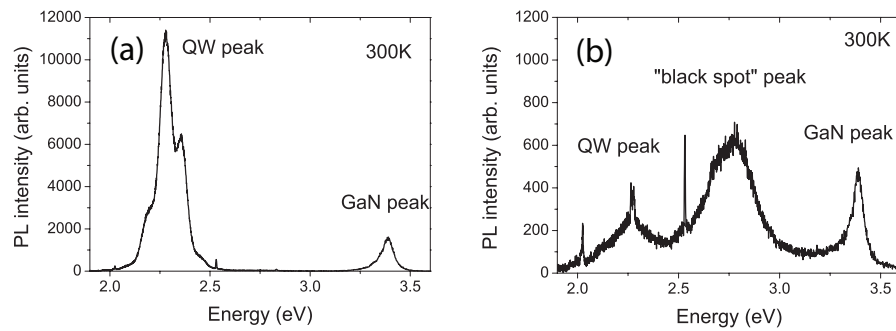 (a)
QW peak
300K
GaN peak
PL intensity (arb. units)
12000
10000
8000
6000
4000
2000
0
2.0
2.5
3.0
3.5
Energy (eV)
(b)
300K
"black spot" peak
QW peak
GaN peak
PL intensity (arb. units)
1200
1000
800
600
400
200
0
2.0
2.5
3.0
3.5
Energy (eV)